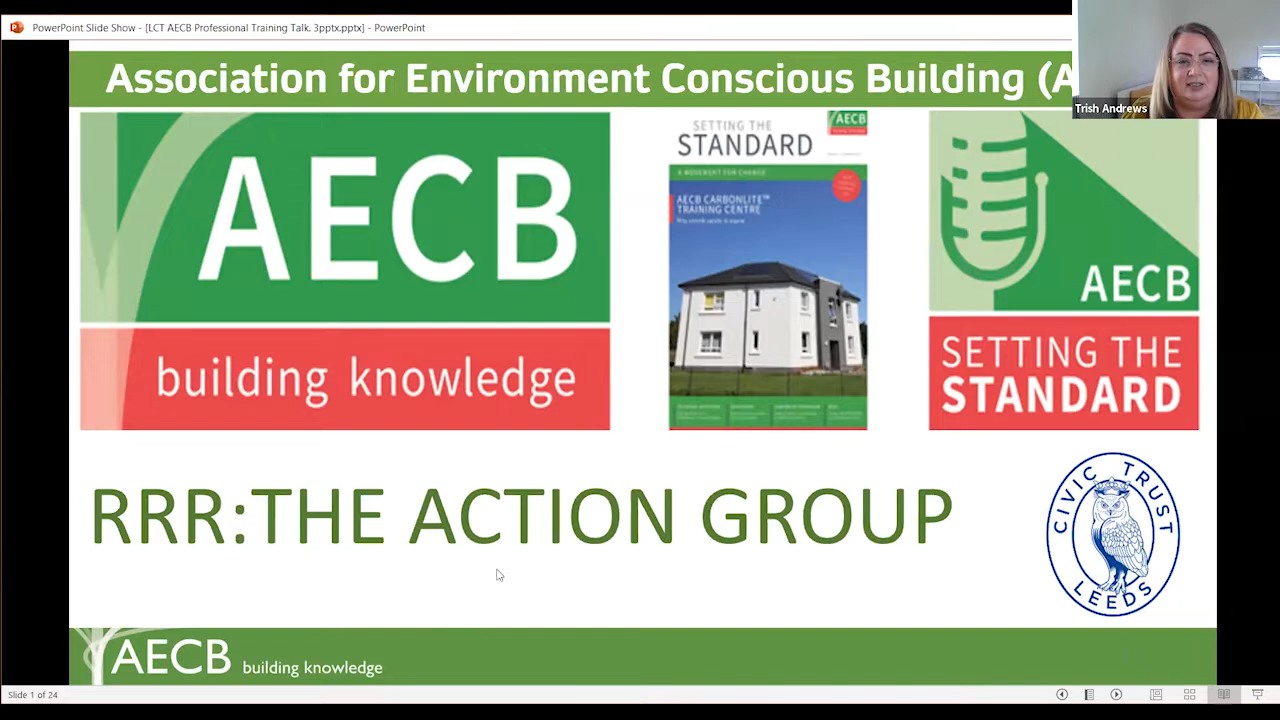 PowerPoint Slide Show - [LCT AECB Professional Training Talk. 3pptx.pptx] - PowerPoint
Trish Andrews
Association for Environment Conscious Building (A
AECB
building knowledge
SETTING THE
STANDARD
AECB
A MOVEMENT FOR CHANGE
AECB CARBONLITE™
TRAINING CENTRE
AECB
SETTING THE
STANDARD
RRR:THE ACTION GROUP
CIVIC TRUST
LEEDS
AECB building knowledge
Slide 1 of 24